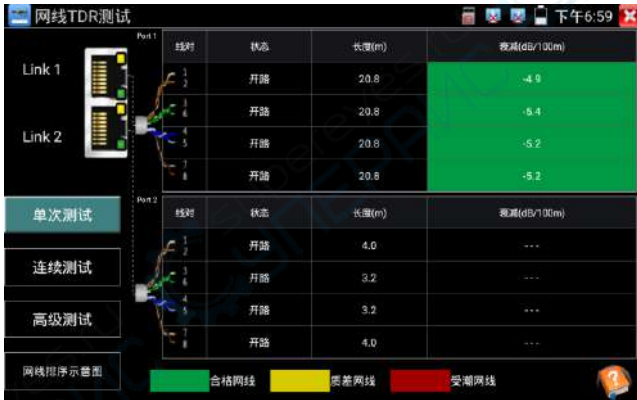 网线TDR测试
下午6:59
Link 1
Link 2
单次测试
连续测试
高级测试
网线排序示意图
Port 1
线对 状态 长度(m) 衰减(dB/100m)
1 2 开路 20.8 -4.9
3 6 开路 20.8 -5.4
4 5 开路 20.8 -5.2
7 8 开路 20.8 -5.2
Port 2
线对 状态 长度(m) 衰减(dB/100m)
1 2 开路 4.0 ---
3 6 开路 3.2 ---
4 5 开路 3.2 ---
7 8 开路 4.0 ---
合格网线 质差网线 受潮网线